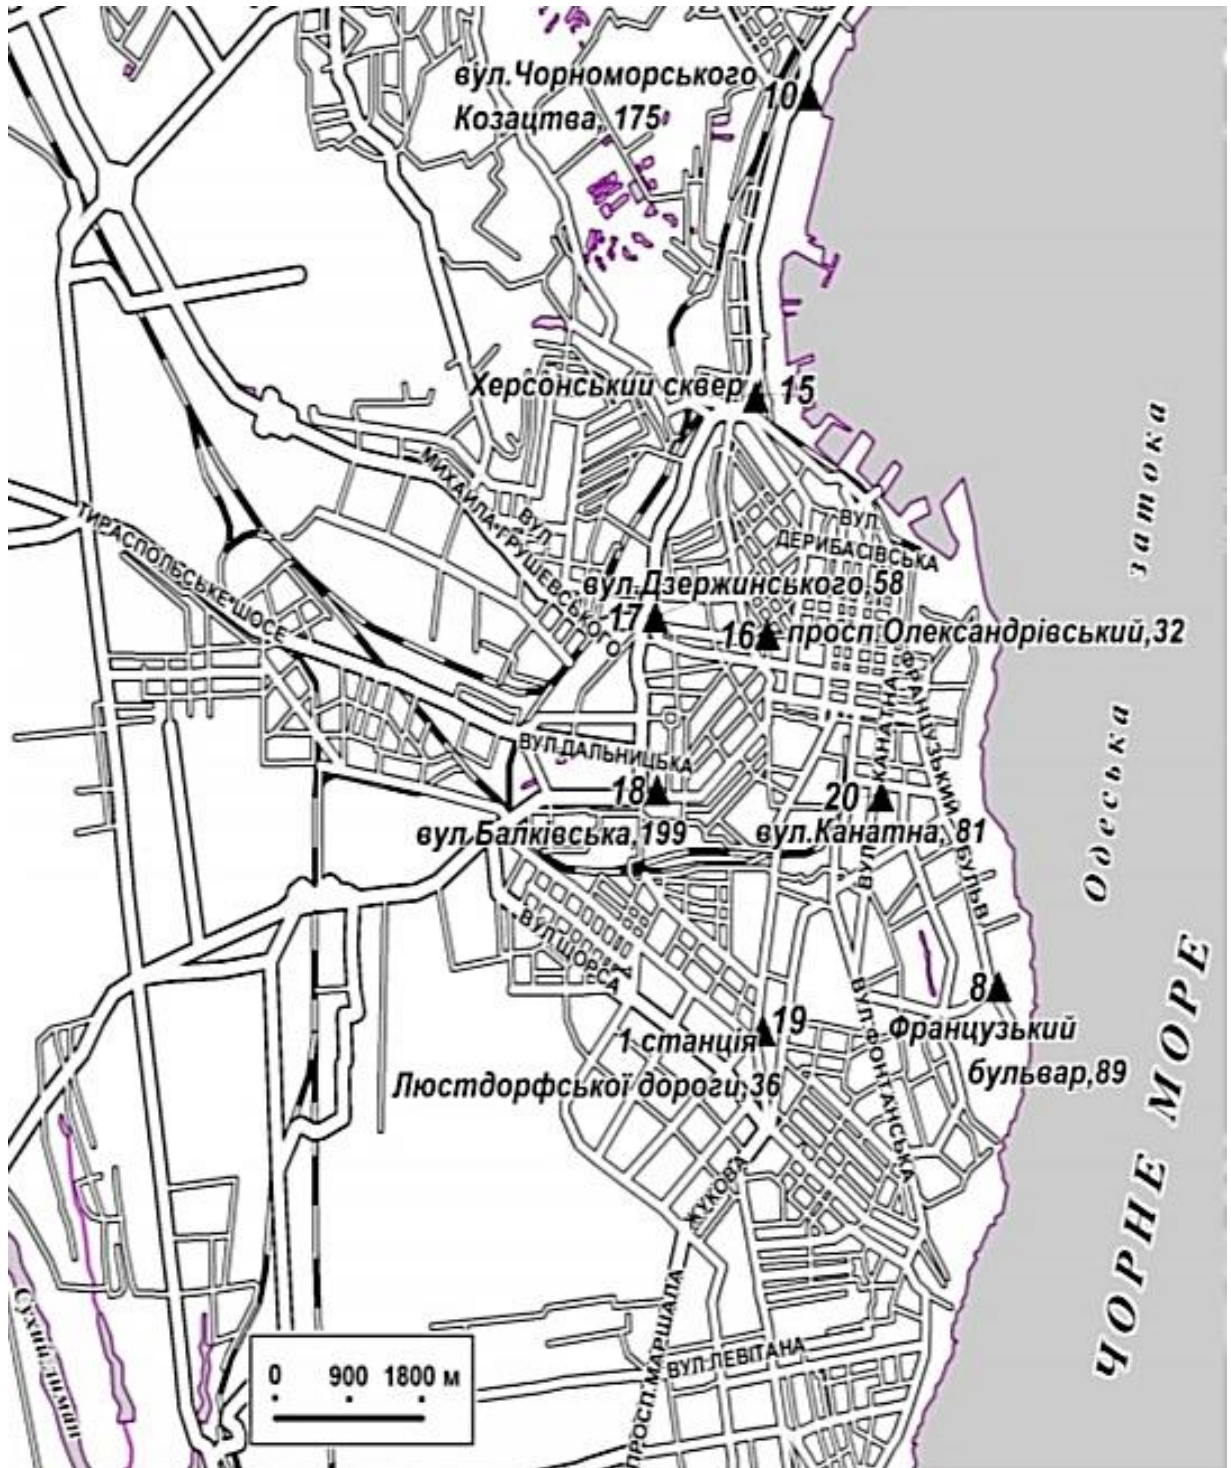 вул.Чорноморського
Козацтва, 175
10
Херсонський сквер
15
МИХАЙЛА ГРУШЕВСЬКОГО
ВУЛ.
ВУЛ.
ДЕРИБАСІВСЬКА
ТИРАСПОЛЬСЬКЕ ШОСЕ
вул.Дзержинського,58
17
16
просп.Олександрівський,32
ФРАНЦУЗЬКИЙ БУЛЬВ.
ВУЛ. КАНАТНА
ВУЛ.ДАЛЬНИЦЬКА
18
20
вул.Балківська,199
вул.Канатна, 81
ВУЛ.ЩОРСА
8
Французький
бульвар,89
19
1 станція
Люстдорфської дороги,36
ВУЛ.ФОНТАНСЬКА
ЖУКОВА
ПРОСП.МАРШАЛА
ВУЛ.ЛЕВІТАНА
Сухий лиман
0 900 1800 м
Одеська затока
ЧОРНЕ МОРЕ